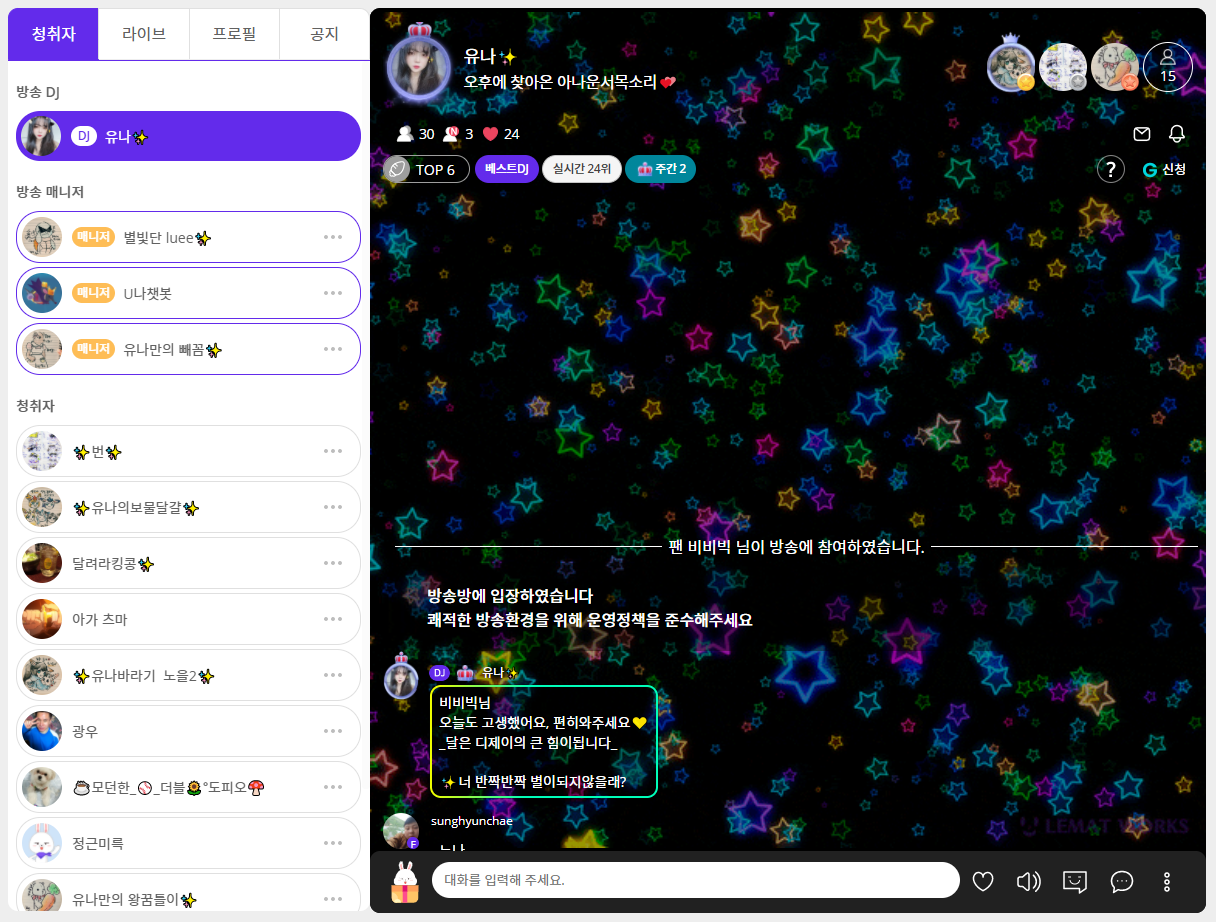 청취자
라이브
프로필
공지
방송 DJ
DJ 유나✨
방송 매니저
매니저 별빛단 luee✨
매니저 U나챗봇
매니저 유나만의 빼꼼✨
청취자
✨번✨
✨유나의보물달걀✨
달려라킹콩✨
아가 츠마
✨유나바라기 노을2✨
광우
☕모던한_⚾_더블🌻°도피오🍄
정근미륵
유나만의 왕꿈틀이✨
유나✨
오후에 찾아온 아나운서목소리💕
15
30 3 24
TOP 6 베스트DJ 실시간 24위 주간 2
? G 신청
팬 비비빅 님이 방송에 참여하였습니다.
방송방에 입장하였습니다
쾌적한 방송환경을 위해 운영정책을 준수해주세요
DJ 유나✨
비비빅님
오늘도 고생했어요, 편히와주세요💛
_달은 디제이의 큰 힘이됩니다_
✨너 반짝반짝 별이되지않을래?
sunghyunchae
F
누나
LEMAT WORKS
대화를 입력해 주세요.